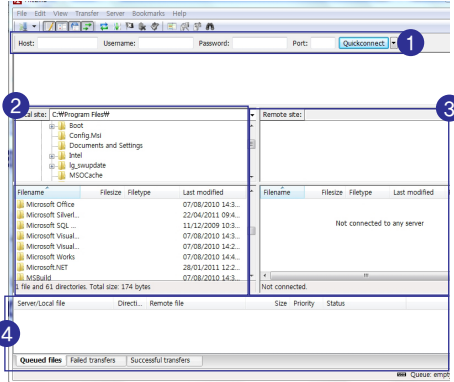 File Edit View Transfer Server Bookmarks Help
Host: Username: Password: Port: Quickconnect
1
2
3
site: C:₩Program Files₩
Remote site:
Boot
Config.Msi
Documents and Settings
Intel
lg_swupdate
MSOCache
Filename Filesize Filetype Last modified
Filename Filesize Filetype Last modified
Microsoft Office 07/08/2010 14:3...
Microsoft Silverl... 22/04/2011 09:4...
Microsoft SQL ... 11/12/2009 10:3...
Microsoft Visual... 07/08/2010 14:3...
Microsoft Visual... 07/08/2010 14:2...
Microsoft Works 07/08/2010 14:4...
Microsoft.NET 28/01/2011 12:2...
MSBuild 07/08/2010 14:3...
Not connected to any server
1 file and 61 directories. Total size: 174 bytes
Not connected.
Server/Local file Directi... Remote file Size Priority Status
4
Queued files Failed transfers Successful transfers
Queue: empty